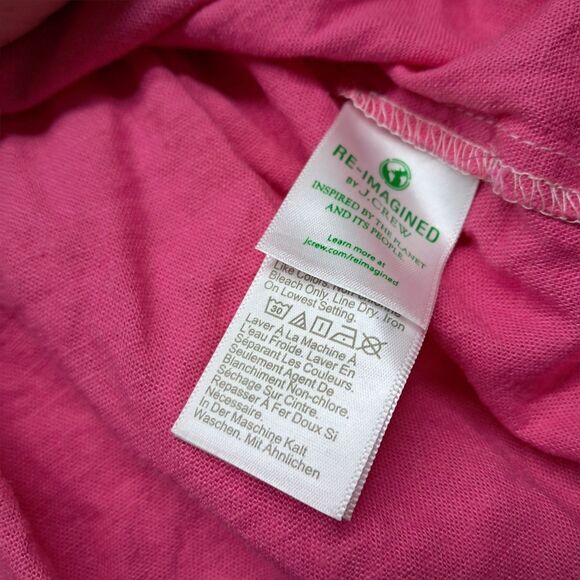 RE-IMAGINED
BY J.CREW
INSPIRED BY THE PLANET
AND ITS PEOPLE.
Learn more at
jcrew.com/reimagined
Like Colors. Non-Chlorine
Bleach Only. Line Dry. Iron
On Lowest Setting.
30
Laver À La Machine À
L'eau Froide. Laver En
Séparant Les Couleurs.
Seulement Agent De
Blanchiment Non-chlore.
Séchage Sur Cintre.
Repasser À Fer Doux Si
Nécessaire.
In Der Maschine Kalt
Waschen. Mit Ähnlichen